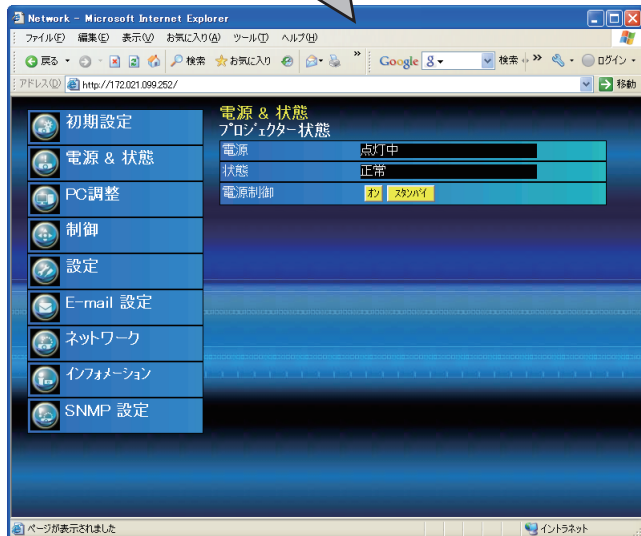 Network - Microsoft Internet Explorer
ファイル(F) 編集(E) 表示(V) お気に入り(A) ツール(T) ヘルプ(H)
戻る 検索 お気に入り » Google 検索 » ログイン
アドレス(D) http://172.021.099.252/ 移動
初期設定
電源 & 状態
PC調整
制御
設定
E-mail 設定
ネットワーク
インフォメーション
SNMP 設定
電源 & 状態
プロジェクター状態
電源 点灯中
状態 正常
電源制御 オン スタンバイ
ページが表示されました イントラネット